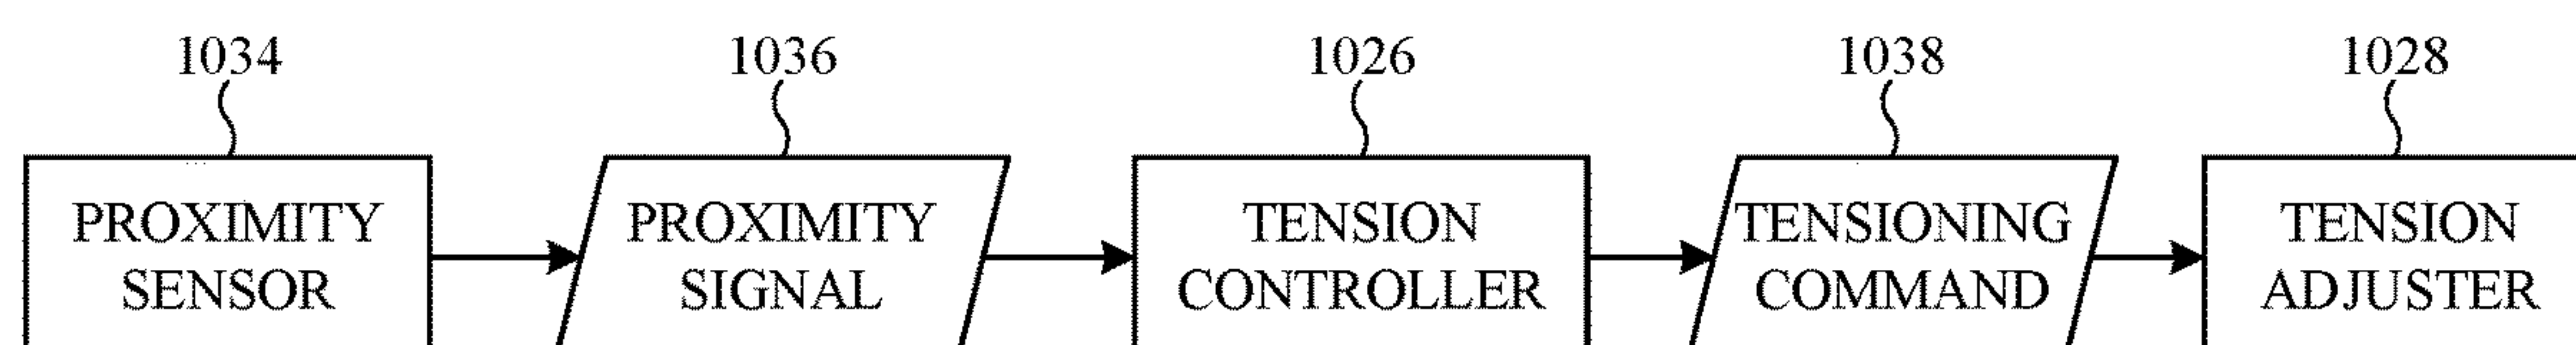 1034 1036 1026 1038 1028
PROXIMITY PROXIMITY TENSION TENSIONING TENSION
SENSOR SIGNAL CONTROLLER COMMAND ADJUSTER